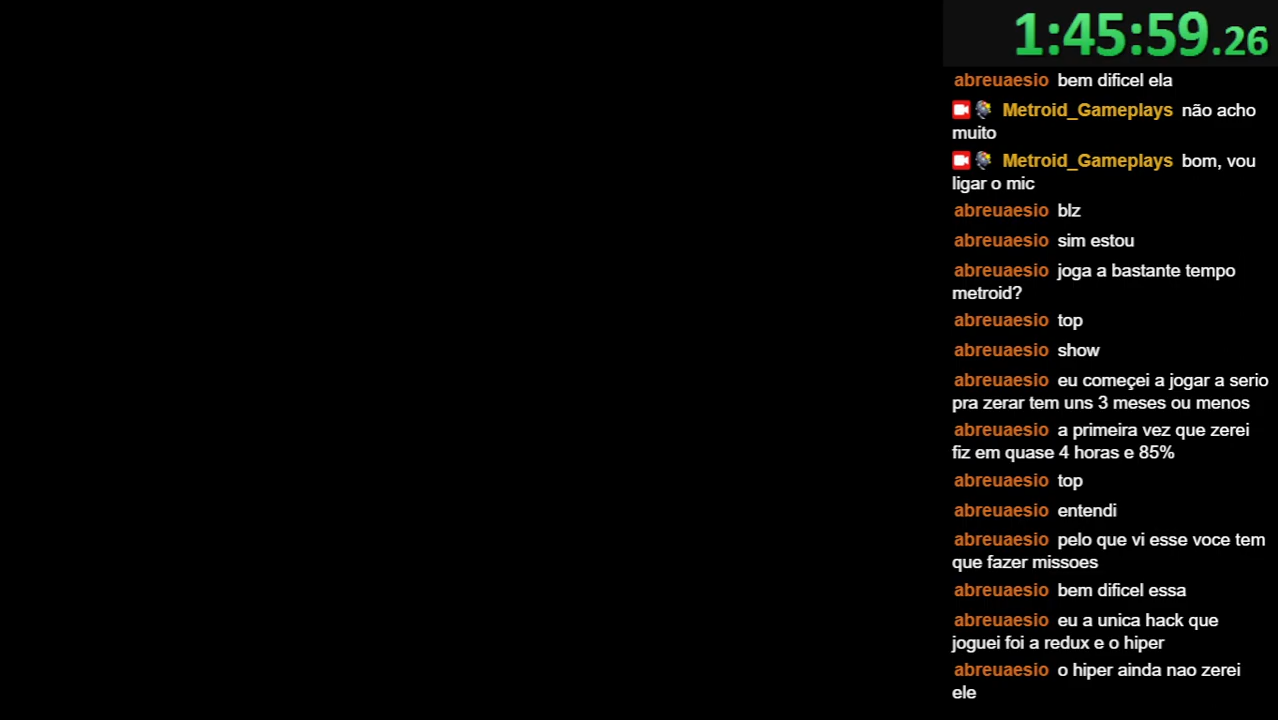 1:45:59.26
abreuaesio bem dificel ela
Metroid_Gameplays não acho
muito
Metroid_Gameplays bom, vou
ligar o mic
abreuaesio blz
abreuaesio sim estou
abreuaesio joga a bastante tempo
metroid?
abreuaesio top
abreuaesio show
abreuaesio eu começei a jogar a serio
pra zerar tem uns 3 meses ou menos
abreuaesio a primeira vez que zerei
fiz em quase 4 horas e 85%
abreuaesio top
abreuaesio entendi
abreuaesio pelo que vi esse voce tem
que fazer missoes
abreuaesio bem dificel essa
abreuaesio eu a unica hack que
joguei foi a redux e o hiper
abreuaesio o hiper ainda nao zerei
ele